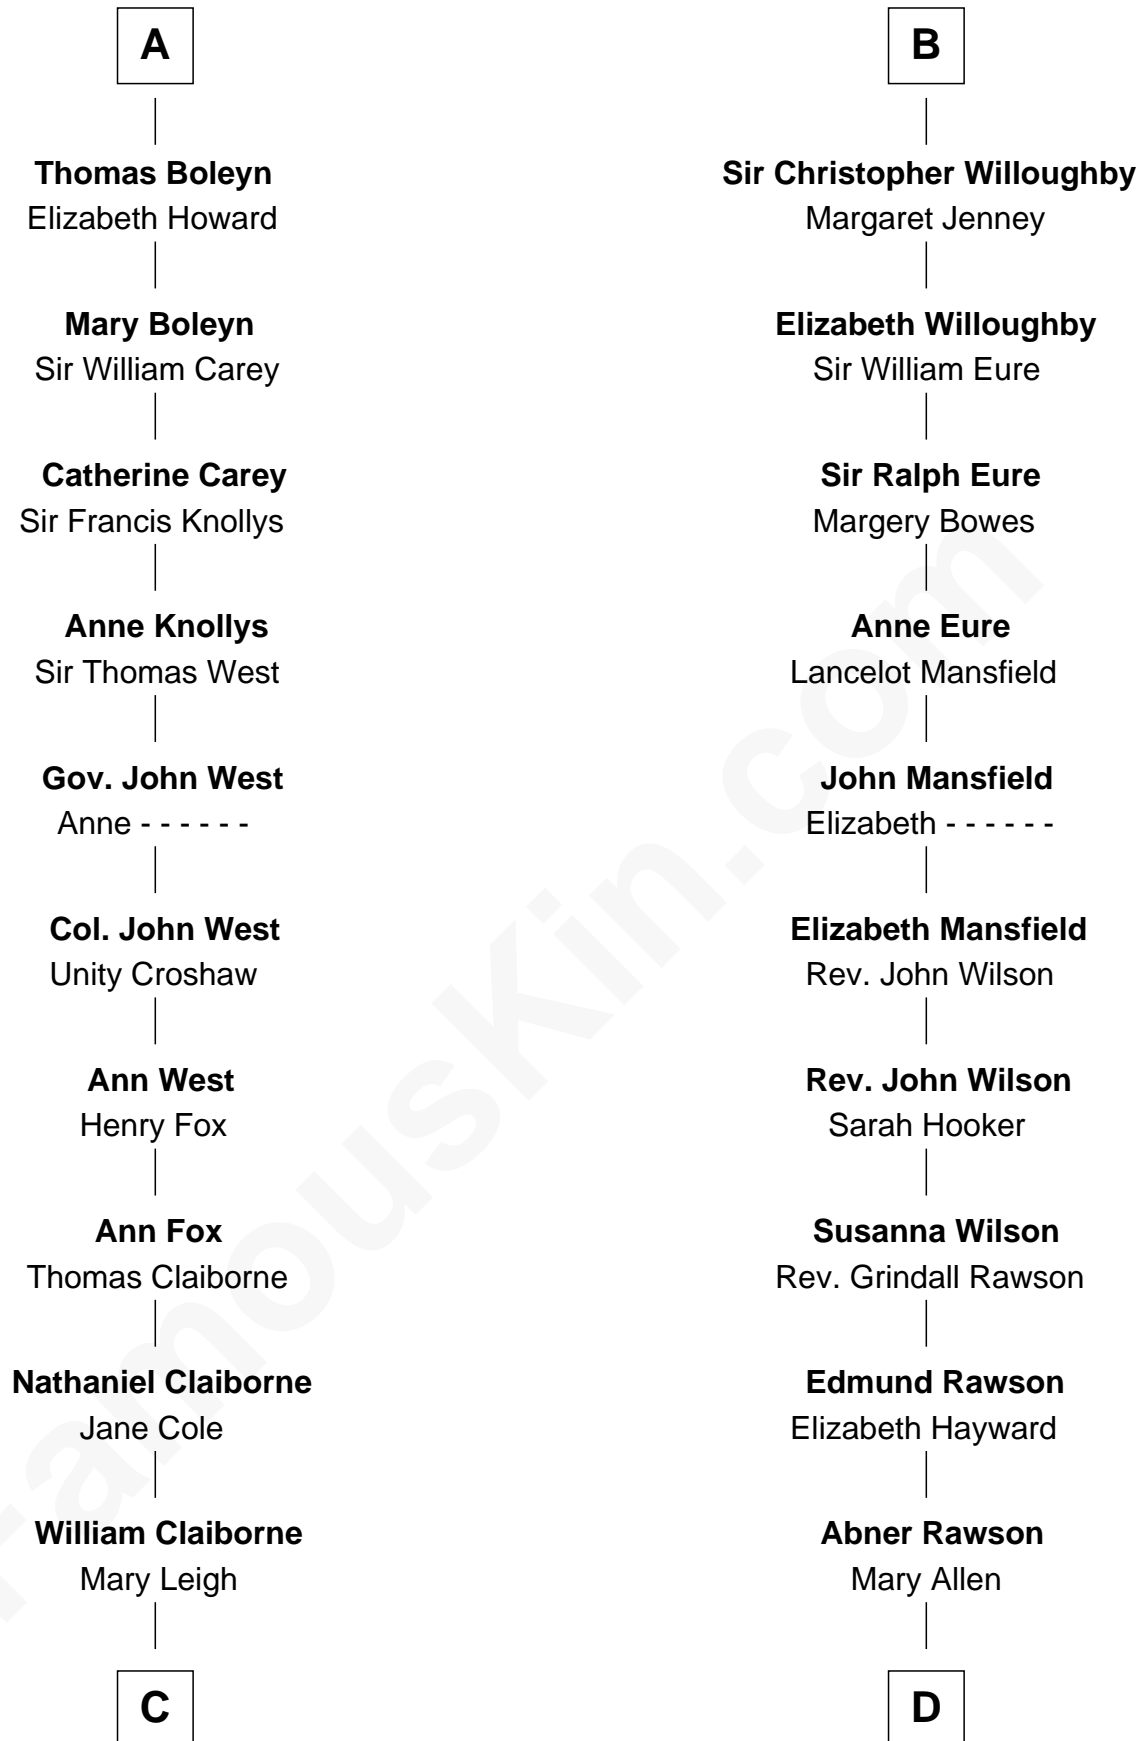 A
Thomas Boleyn
Elizabeth Howard
Mary Boleyn
Sir William Carey
Catherine Carey
Sir Francis Knollys
Anne Knollys
Sir Thomas West
Gov. John West
Anne - - - - - -
Col. John West
Unity Croshaw
Ann West
Henry Fox
Ann Fox
Thomas Claiborne
Nathaniel Claiborne
Jane Cole
William Claiborne
Mary Leigh
C
B
Sir Christopher Willoughby
Margaret Jenney
Elizabeth Willoughby
Sir William Eure
Sir Ralph Eure
Margery Bowes
Anne Eure
Lancelot Mansfield
John Mansfield
Elizabeth - - - - - -
Elizabeth Mansfield
Rev. John Wilson
Rev. John Wilson
Sarah Hooker
Susanna Wilson
Rev. Grindall Rawson
Edmund Rawson
Elizabeth Hayward
Abner Rawson
Mary Allen
D
FamousKin.com